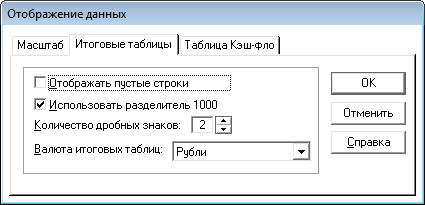 Отображение данных
Масштаб Итоговые таблицы Таблица Кэш-Фло
Отображать пустые строки
Использовать разделитель 1000
Количество дробных знаков: 2
Валюта итоговых таблиц: Рубли
OK
Отменить
Справка